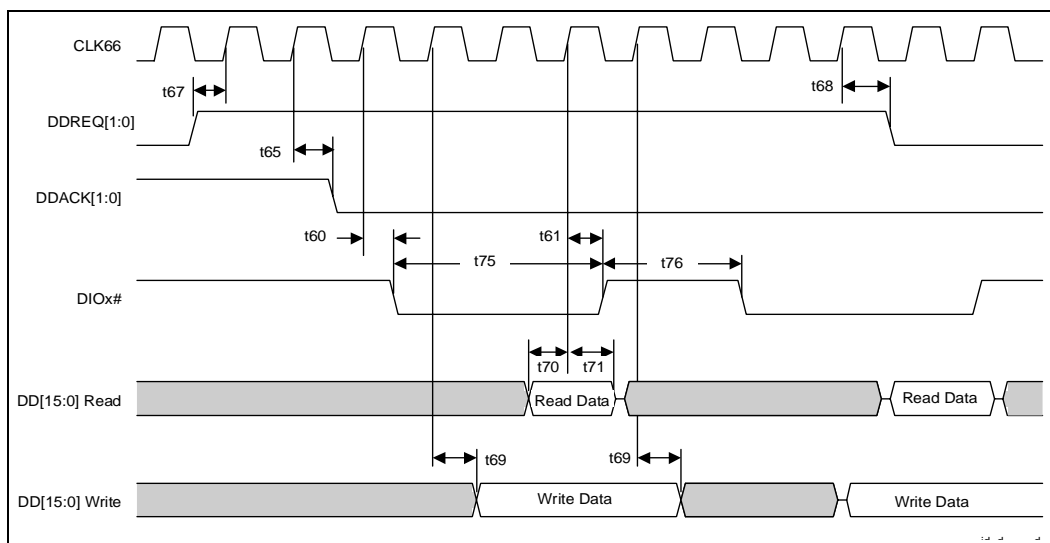 CLK66
t67
t68
DDREQ[1:0]
t65
DDACK[1:0]
t60
t61
t75
t76
DIOx#
t70
t71
DD[15:0] Read
Read Data
Read Data
t69
t69
DD[15:0] Write
Write Data
Write Data